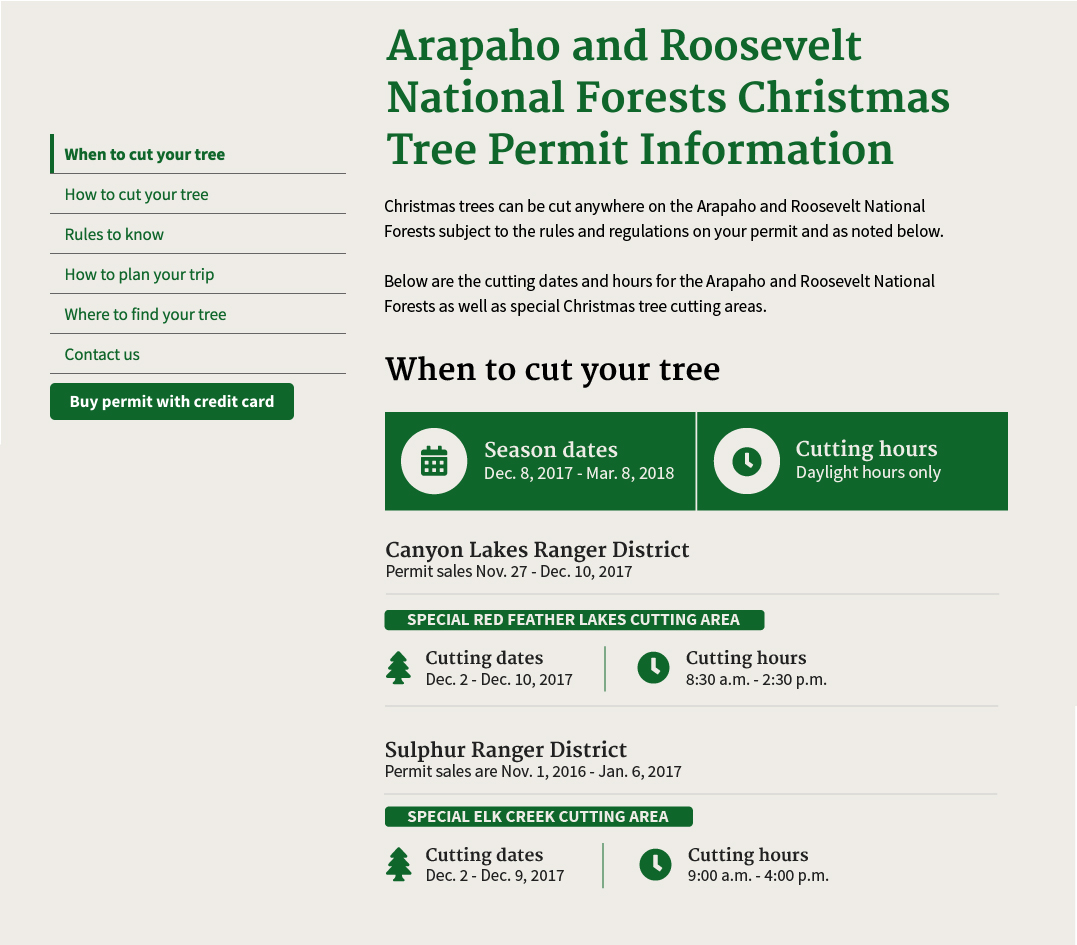 Arapaho and Roosevelt
National Forests Christmas
Tree Permit Information
When to cut your tree
How to cut your tree
Rules to know
How to plan your trip
Where to find your tree
Contact us
Buy permit with credit card
Christmas trees can be cut anywhere on the Arapaho and Roosevelt National
Forests subject to the rules and regulations on your permit and as noted below.
Below are the cutting dates and hours for the Arapaho and Roosevelt National
Forests as well as special Christmas tree cutting areas.
When to cut your tree
Season dates
Dec. 8, 2017 - Mar. 8, 2018
Cutting hours
Daylight hours only
Canyon Lakes Ranger District
Permit sales Nov. 27 - Dec. 10, 2017
SPECIAL RED FEATHER LAKES CUTTING AREA
Cutting dates
Dec. 2 - Dec. 10, 2017
Cutting hours
8:30 a.m. - 2:30 p.m.
Sulphur Ranger District
Permit sales are Nov. 1, 2016 - Jan. 6, 2017
SPECIAL ELK CREEK CUTTING AREA
Cutting dates
Dec. 2 - Dec. 9, 2017
Cutting hours
9:00 a.m. - 4:00 p.m.